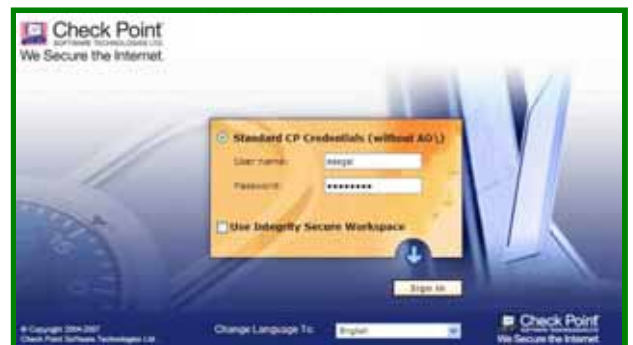 Check Point
SOFTWARE TECHNOLOGIES LTD.
We Secure the Internet.
Standard CP Credentials (without AD\)
User name:
Password:
••••••••
Use Integrity Secure Workspace
Sign In
© Copyright 2004-2007
Check Point Software Technologies Ltd.
Change Language To:
English
Check Point
We Secure the Internet.